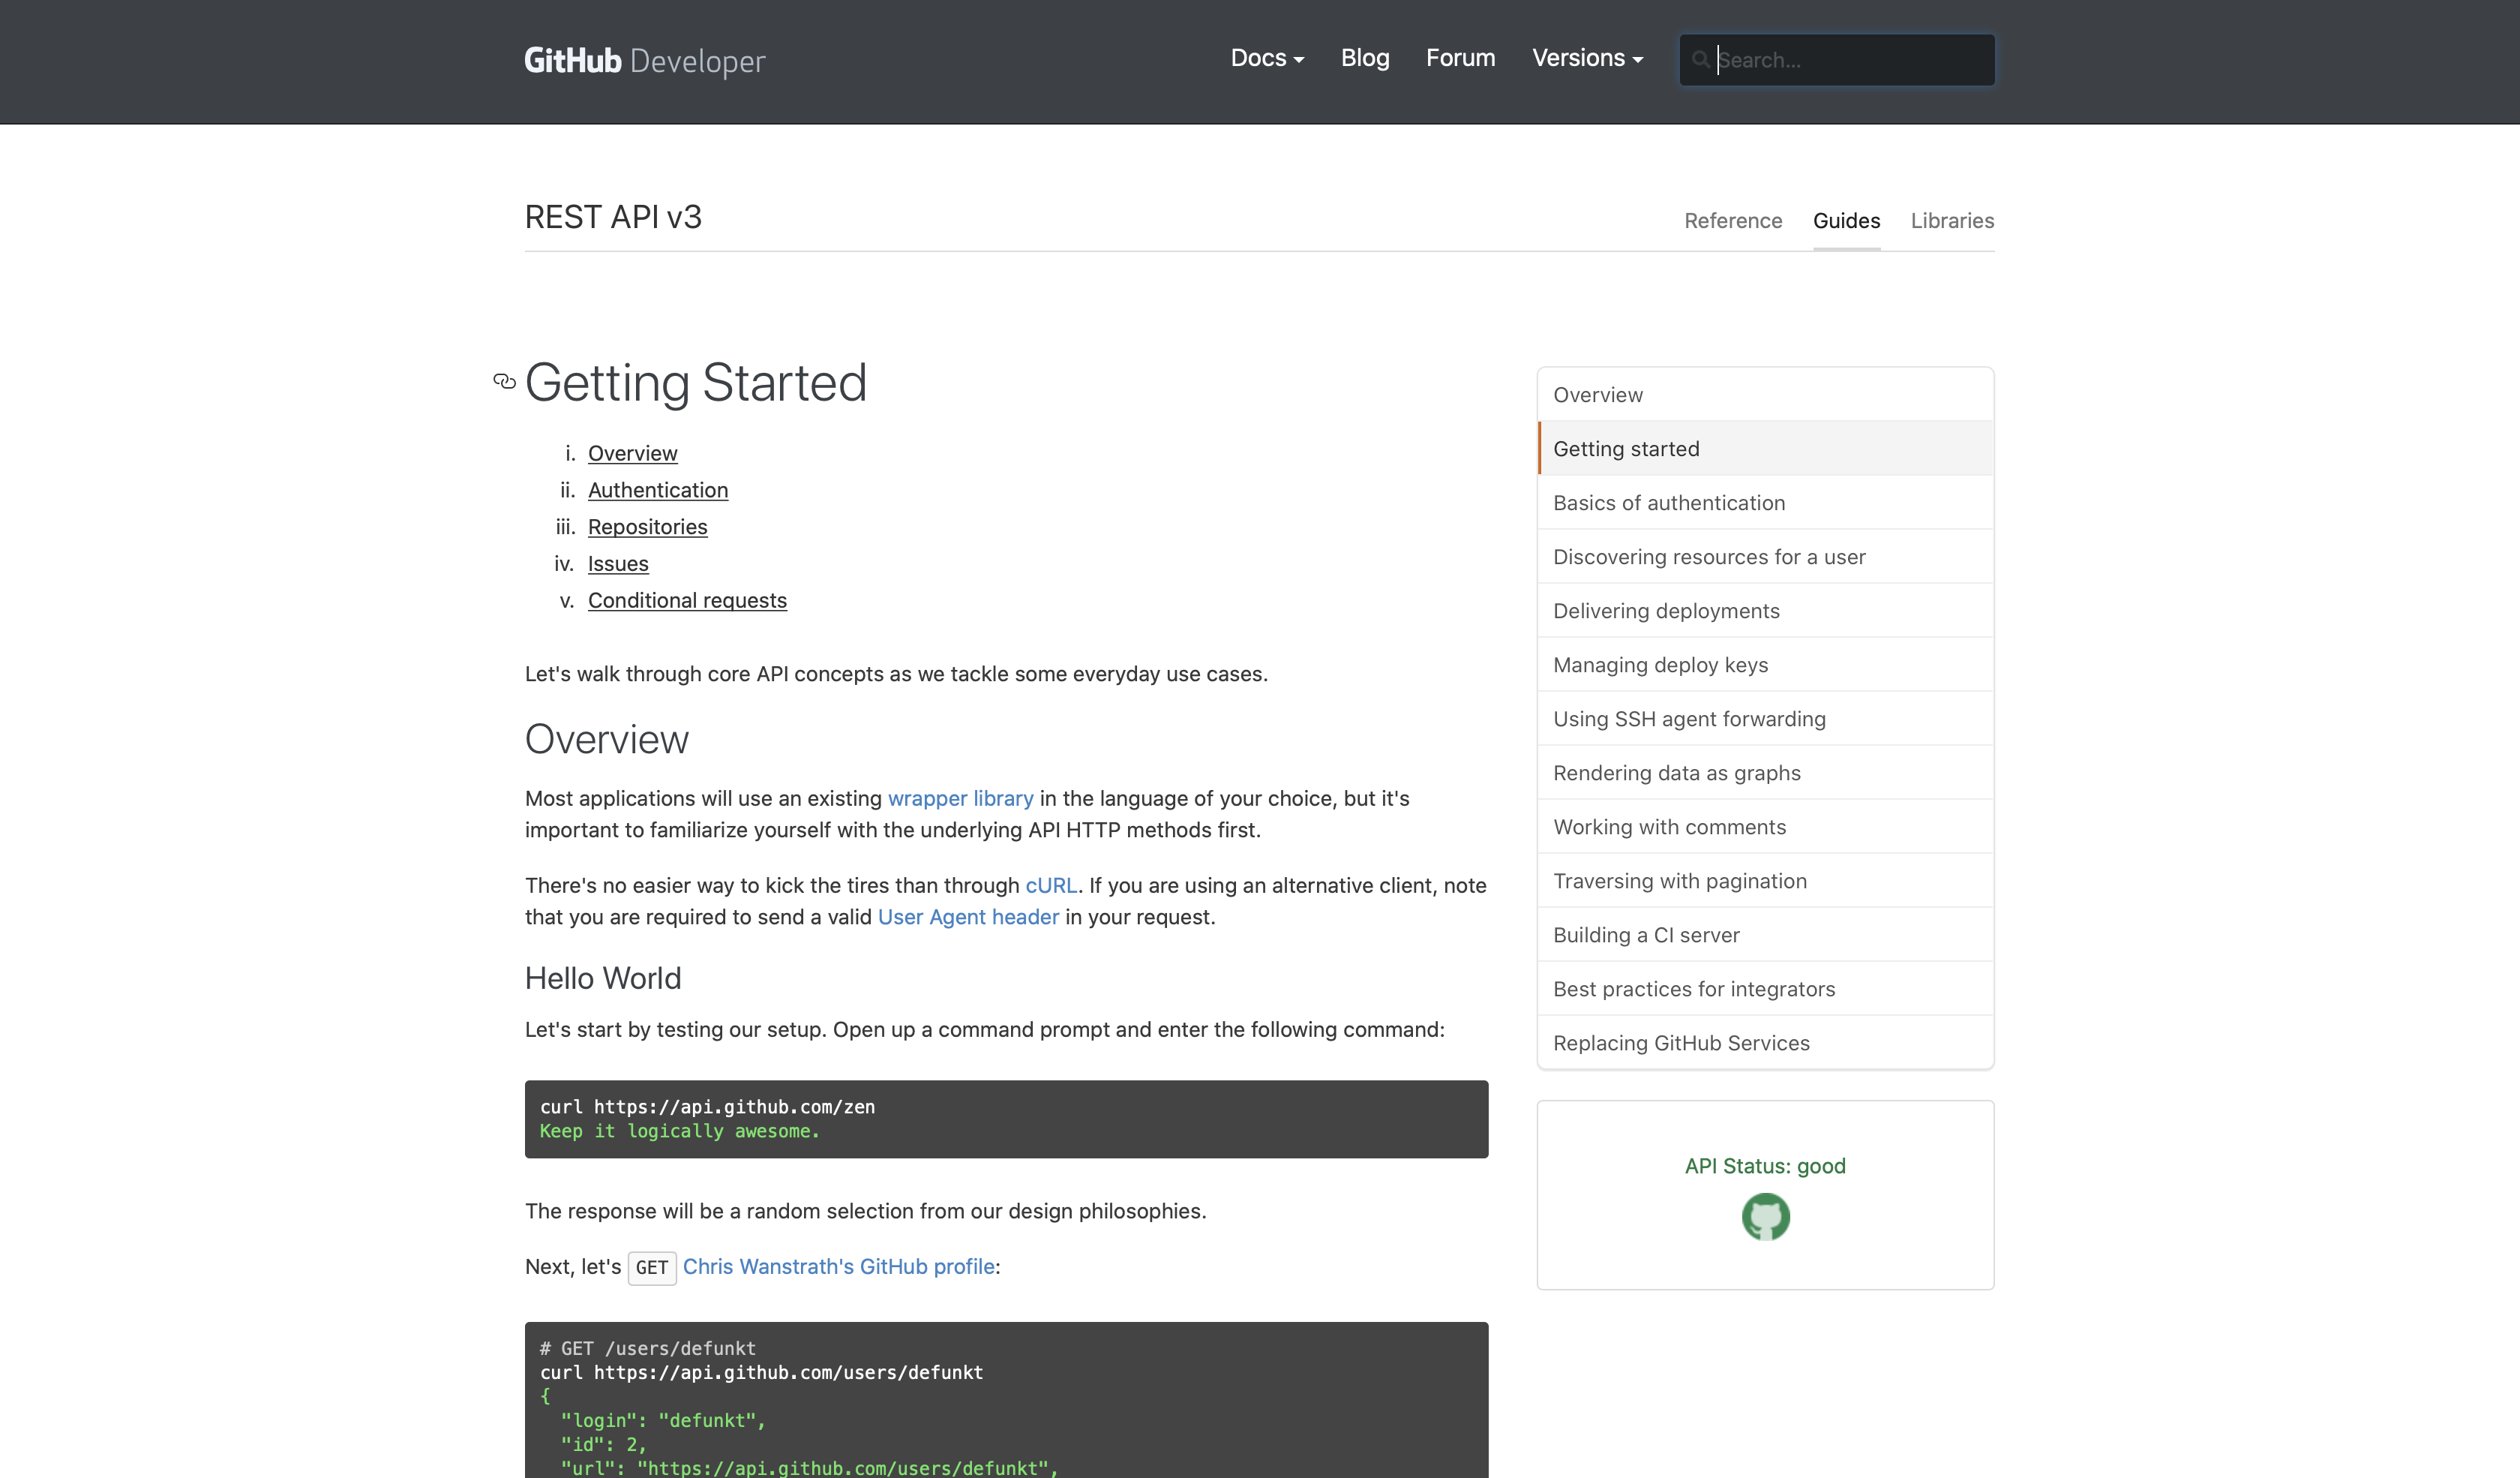 GitHub Developer
Docs
Blog
Forum
Versions
Search...
REST API v3
Reference
Guides
Libraries
Getting Started
i. Overview
ii. Authentication
iii. Repositories
iv. Issues
v. Conditional requests
Let's walk through core API concepts as we tackle some everyday use cases.
Overview
Most applications will use an existing wrapper library in the language of your choice, but it's
important to familiarize yourself with the underlying API HTTP methods first.
There's no easier way to kick the tires than through cURL. If you are using an alternative client, note
that you are required to send a valid User Agent header in your request.
Hello World
Let's start by testing our setup. Open up a command prompt and enter the following command:
curl https://api.github.com/zen
Keep it logically awesome.
The response will be a random selection from our design philosophies.
Next, let's GET Chris Wanstrath's GitHub profile:
# GET /users/defunkt
curl https://api.github.com/users/defunkt
{
"login": "defunkt",
"id": 2,
"url": "https://api.github.com/users/defunkt",
Overview
Getting started
Basics of authentication
Discovering resources for a user
Delivering deployments
Managing deploy keys
Using SSH agent forwarding
Rendering data as graphs
Working with comments
Traversing with pagination
Building a CI server
Best practices for integrators
Replacing GitHub Services
API Status: good